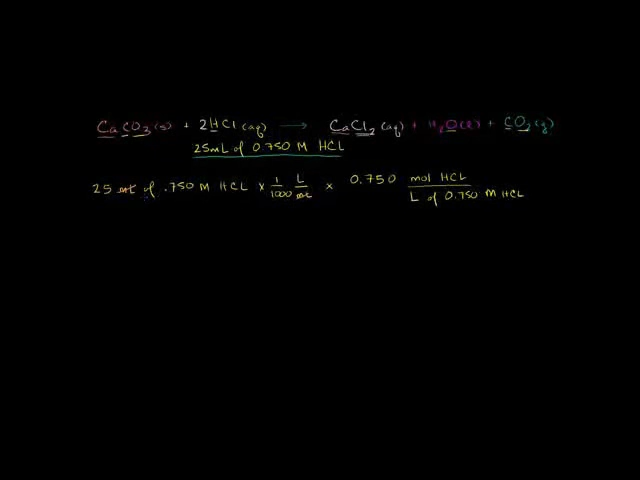 CaCO3(s) + 2HCl(aq) → CaCl2(aq) + H2O(l) + CO2(g)
25mL of 0.750 M HCL
25 mL of .750 M HCL × 1/1000 L/mL × 0.750 mol HCL / L of 0.750 M HCL